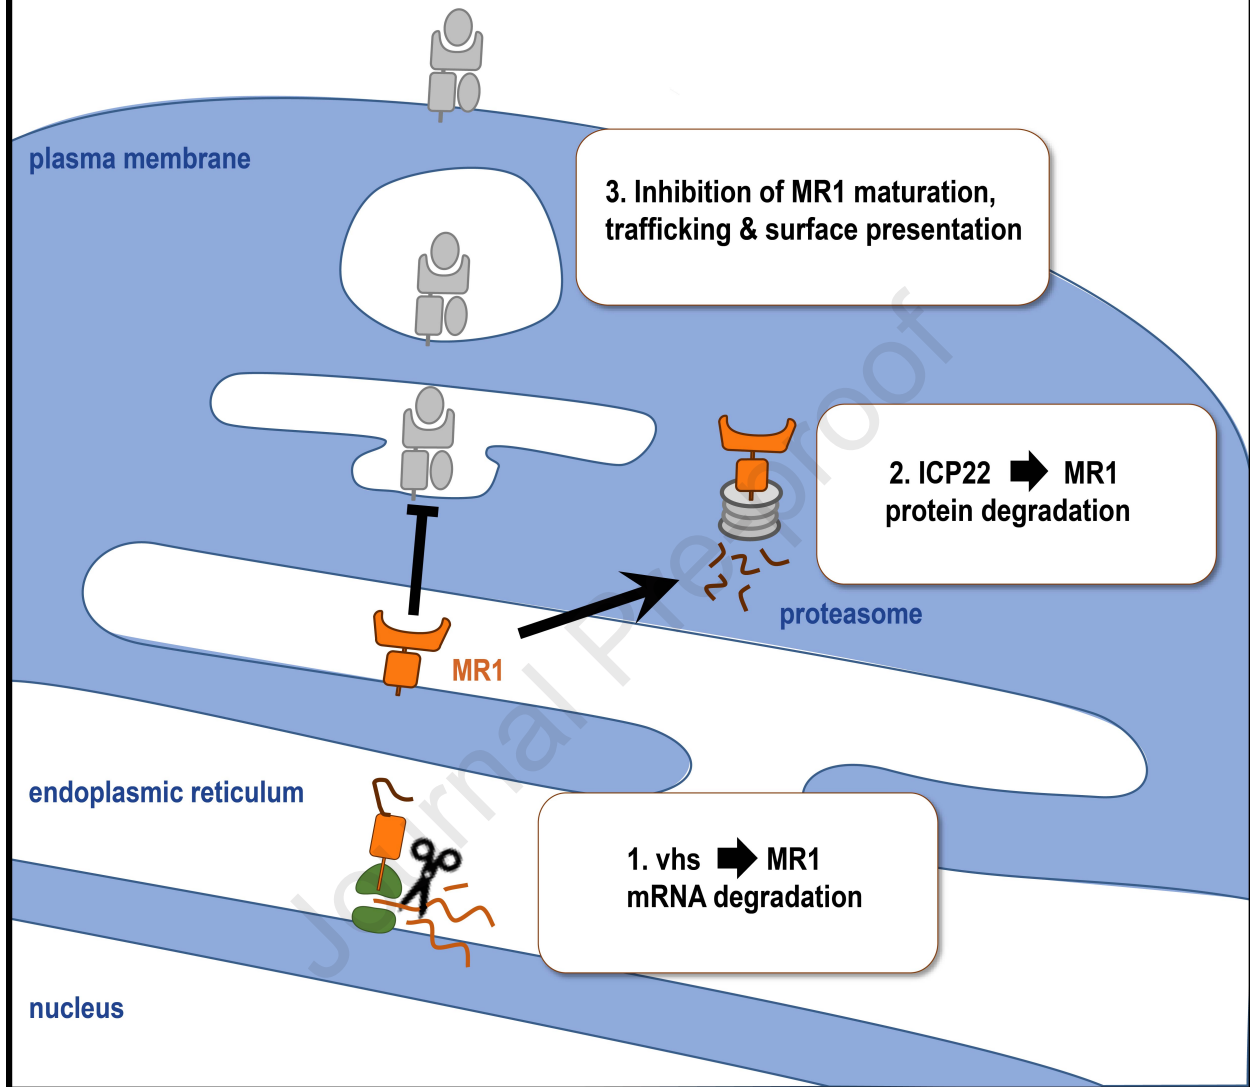 plasma membrane
3. Inhibition of MR1 maturation,
trafficking & surface presentation
2. ICP22 MR1
protein degradation
proteasome
MR1
endoplasmic reticulum
1. vhs MR1
mRNA degradation
nucleus
Journal Pre-proof